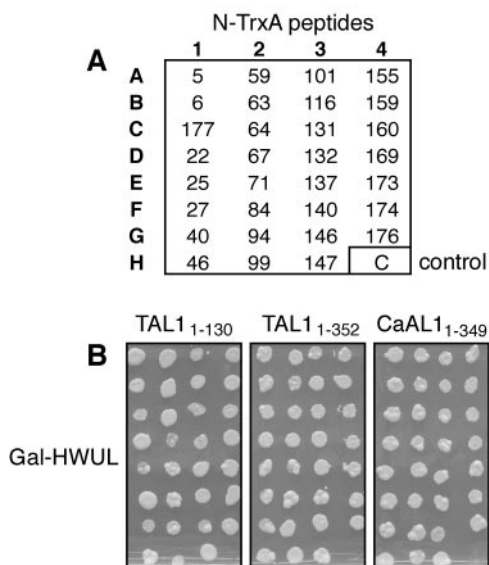 N-TrxA peptides
1 2 3 4
A
A 5 59 101 155
B 6 63 116 159
C 177 64 131 160
D 22 67 132 169
E 25 71 137 173
F 27 84 140 174
G 40 94 146 176
H 46 99 147 C control
TAL1 1-130 TAL1 1-352 CaAL1 1-349
B
Gal-HWUL